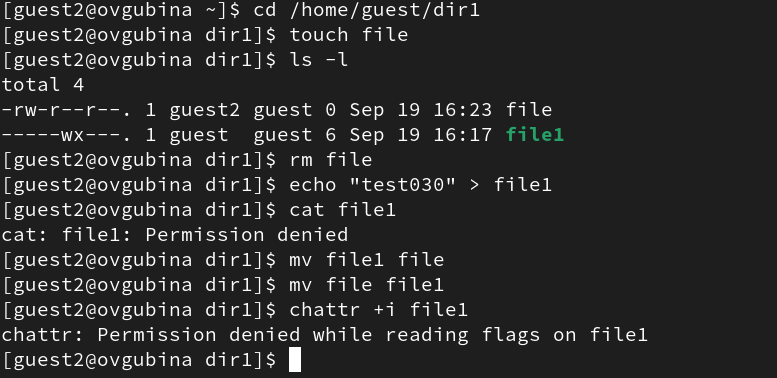 [guest2@ovgubina ~]$ cd /home/guest/dir1
[guest2@ovgubina dir1]$ touch file
[guest2@ovgubina dir1]$ ls -l
total 4
-rw-r--r--. 1 guest2 guest 0 Sep 19 16:23 file
-----wx---. 1 guest  guest 6 Sep 19 16:17 file1
[guest2@ovgubina dir1]$ rm file
[guest2@ovgubina dir1]$ echo "test030" > file1
[guest2@ovgubina dir1]$ cat file1
cat: file1: Permission denied
[guest2@ovgubina dir1]$ mv file1 file
[guest2@ovgubina dir1]$ mv file file1
[guest2@ovgubina dir1]$ chattr +i file1
chattr: Permission denied while reading flags on file1
[guest2@ovgubina dir1]$